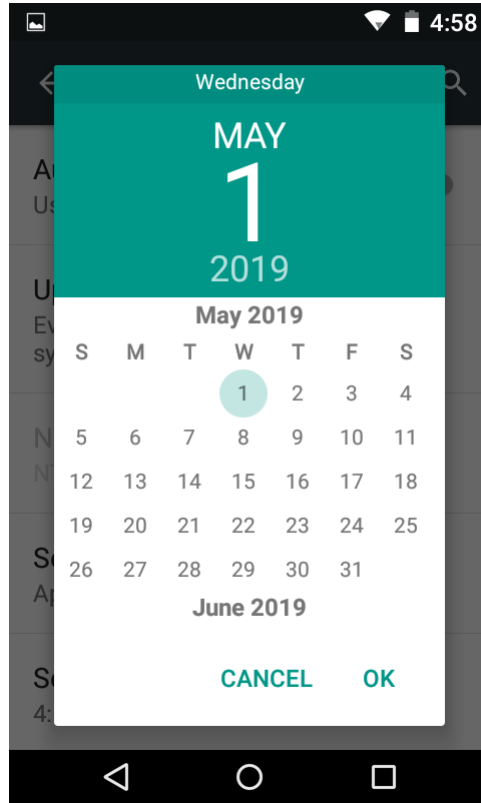 4:58
Wednesday
MAY
1
2019
May 2019
S M T W T F S
1 2 3 4
5 6 7 8 9 10 11
12 13 14 15 16 17 18
19 20 21 22 23 24 25
26 27 28 29 30 31
June 2019
CANCEL OK